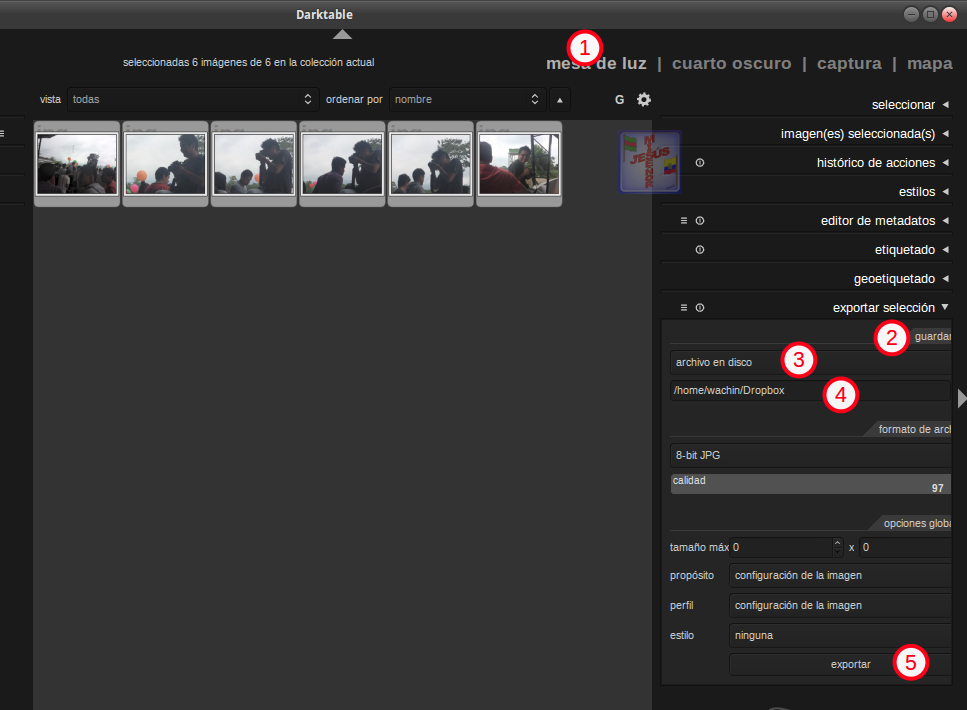 Darktable
seleccionadas 6 imágenes de 6 en la colección actual
1
mesa de luz | cuarto oscuro | captura | mapa
vista todas ordenar por nombre G
seleccionar
imagen(es) seleccionada(s)
histórico de acciones
JESÚS
estilos
editor de metadatos
etiquetado
geoetiquetado
exportar selección
2 guardar
archivo en disco 3
/home/wachin/Dropbox 4
formato de arch
8-bit JPG
calidad
97
opciones globa
tamaño máx 0 x 0
propósito configuración de la imagen
perfil configuración de la imagen
estilo ninguna
exportar 5